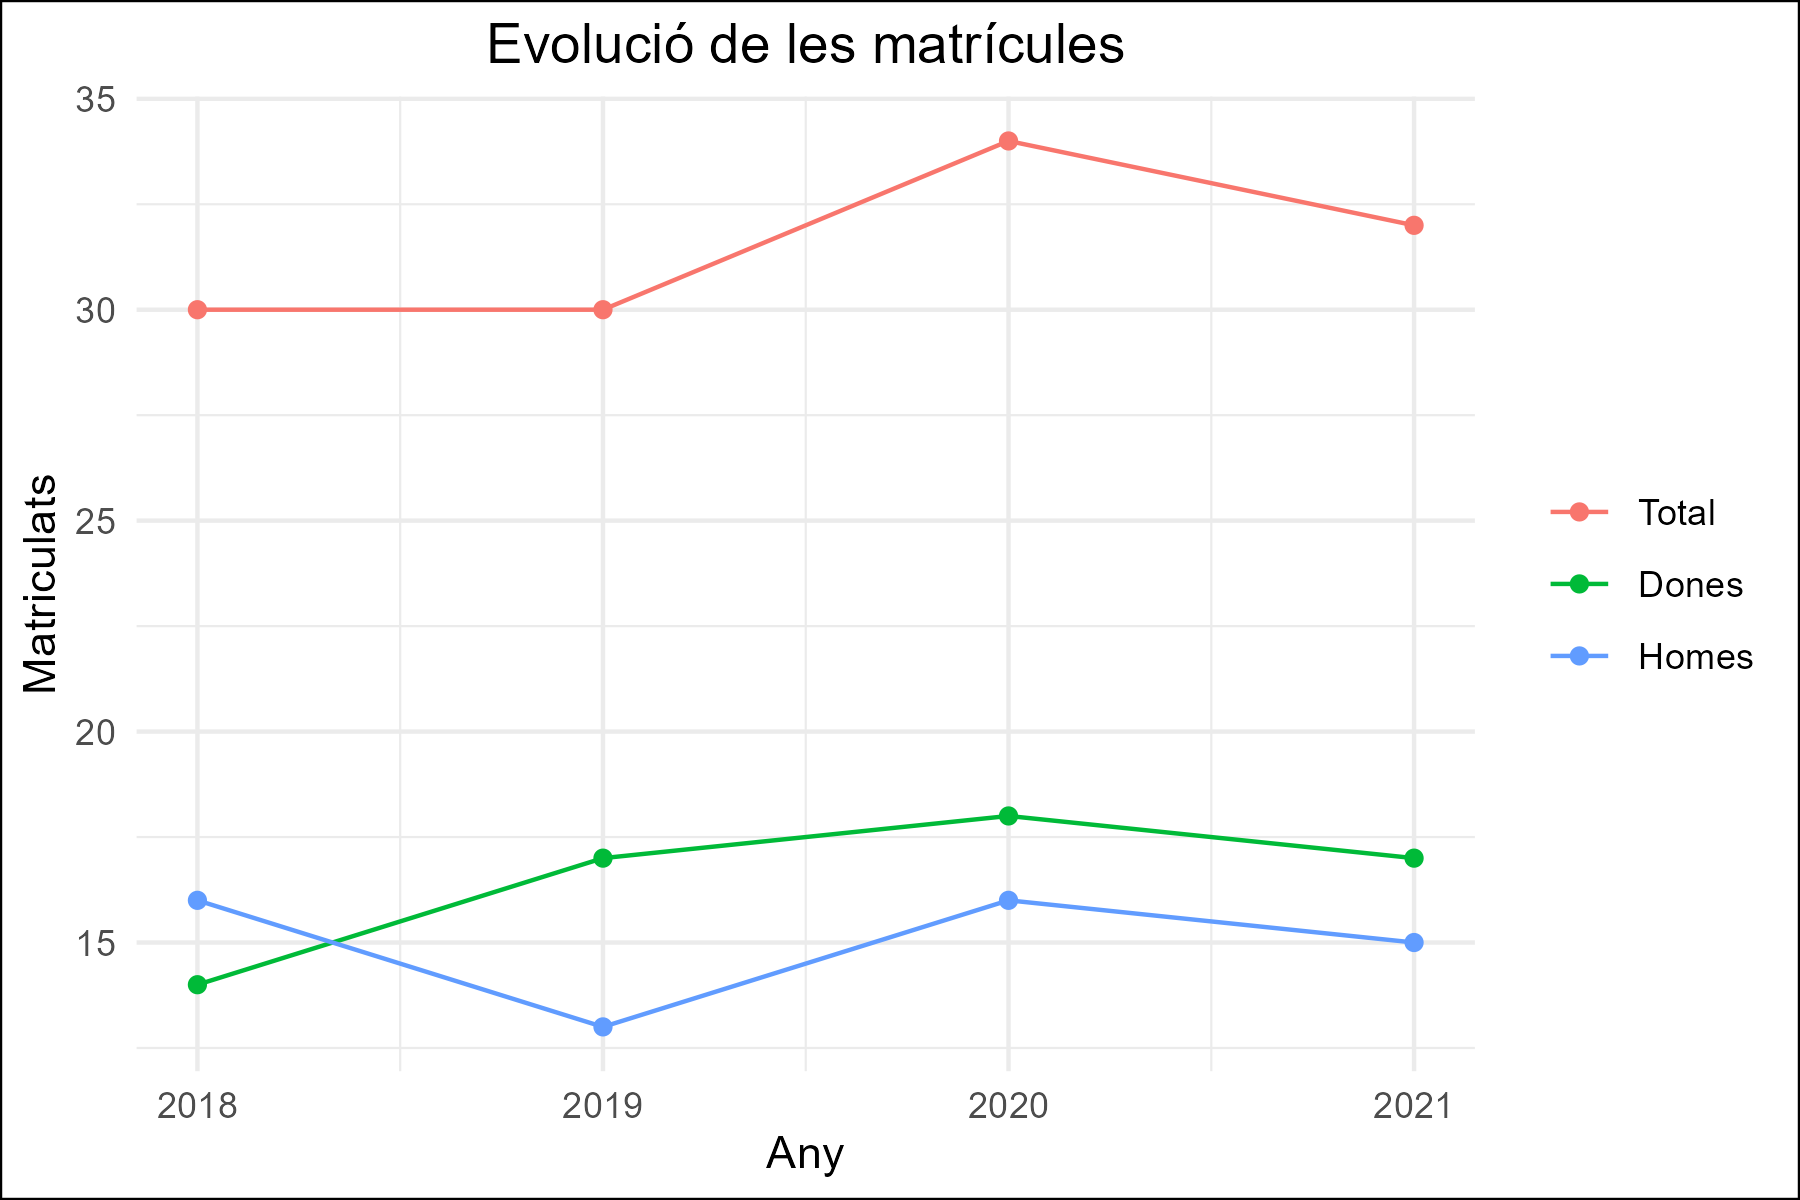 Evolució de les matrícules
35
30
25
20
15
Matriculats
2018
2019
2020
2021
Any
Total
Dones
Homes